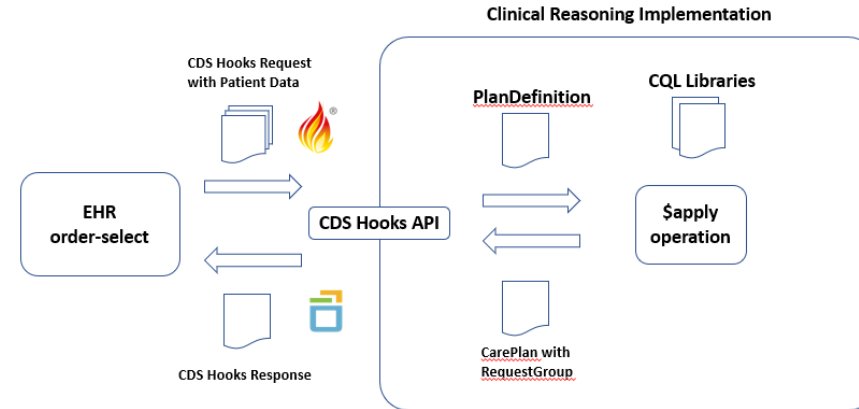 Clinical Reasoning Implementation
CDS Hooks Request
with Patient Data
®
PlanDefinition
CQL Libraries
EHR
order-select
CDS Hooks API
$apply
operation
CDS Hooks Response
CarePlan with
RequestGroup